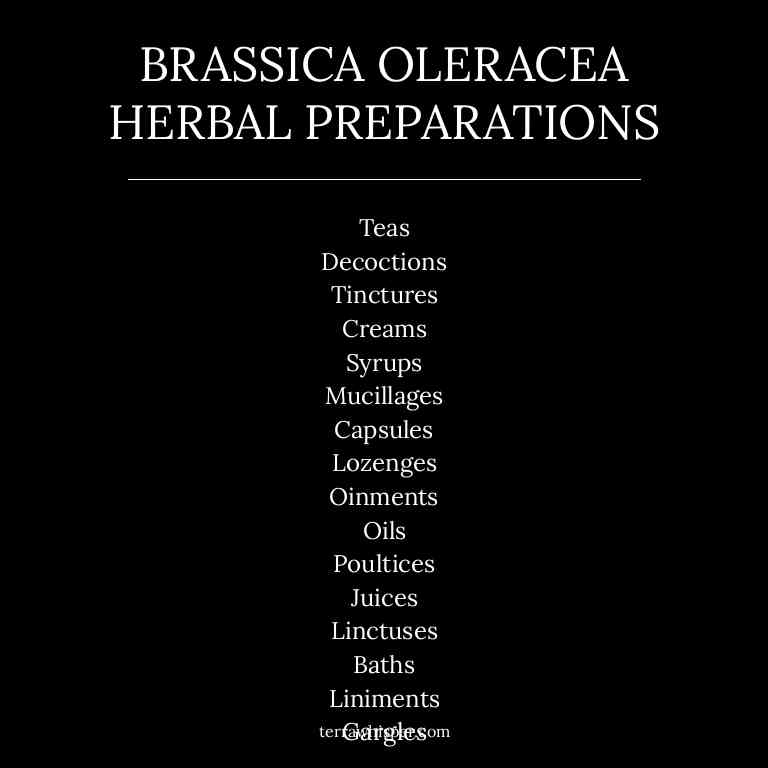 BRASSICA OLERACEA
HERBAL PREPARATIONS
Teas
Decoctions
Tinctures
Creams
Syrups
Mucillages
Capsules
Lozenges
Oinments
Oils
Poultices
Juices
Linctuses
Baths
Liniments
Gargles
terrawhisper.com